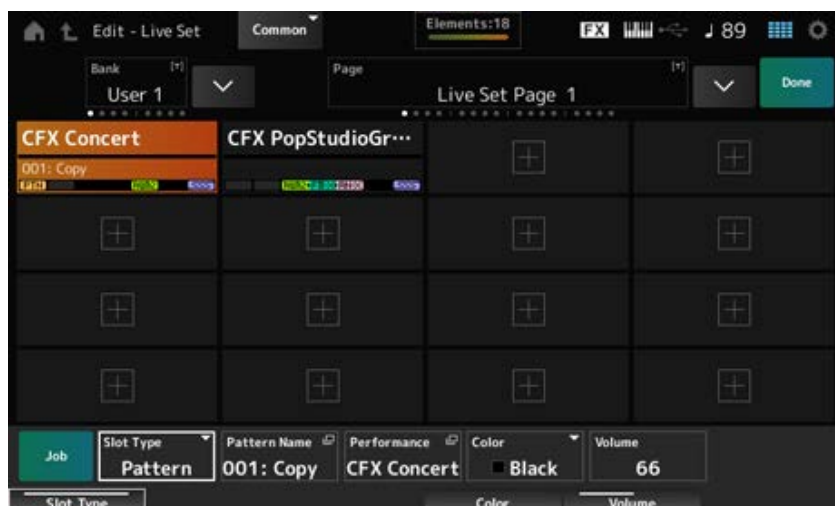 Edit - Live Set
Common
Elements:18
FX
89
Bank
User 1
Page
Live Set Page 1
Done
CFX Concert
001: Copy
CFX PopStudioGr···
Job
Slot Type
Pattern
Pattern Name
001: Copy
Performance
CFX Concert
Color
Black
Volume
66
Slot Type
Color
Volume